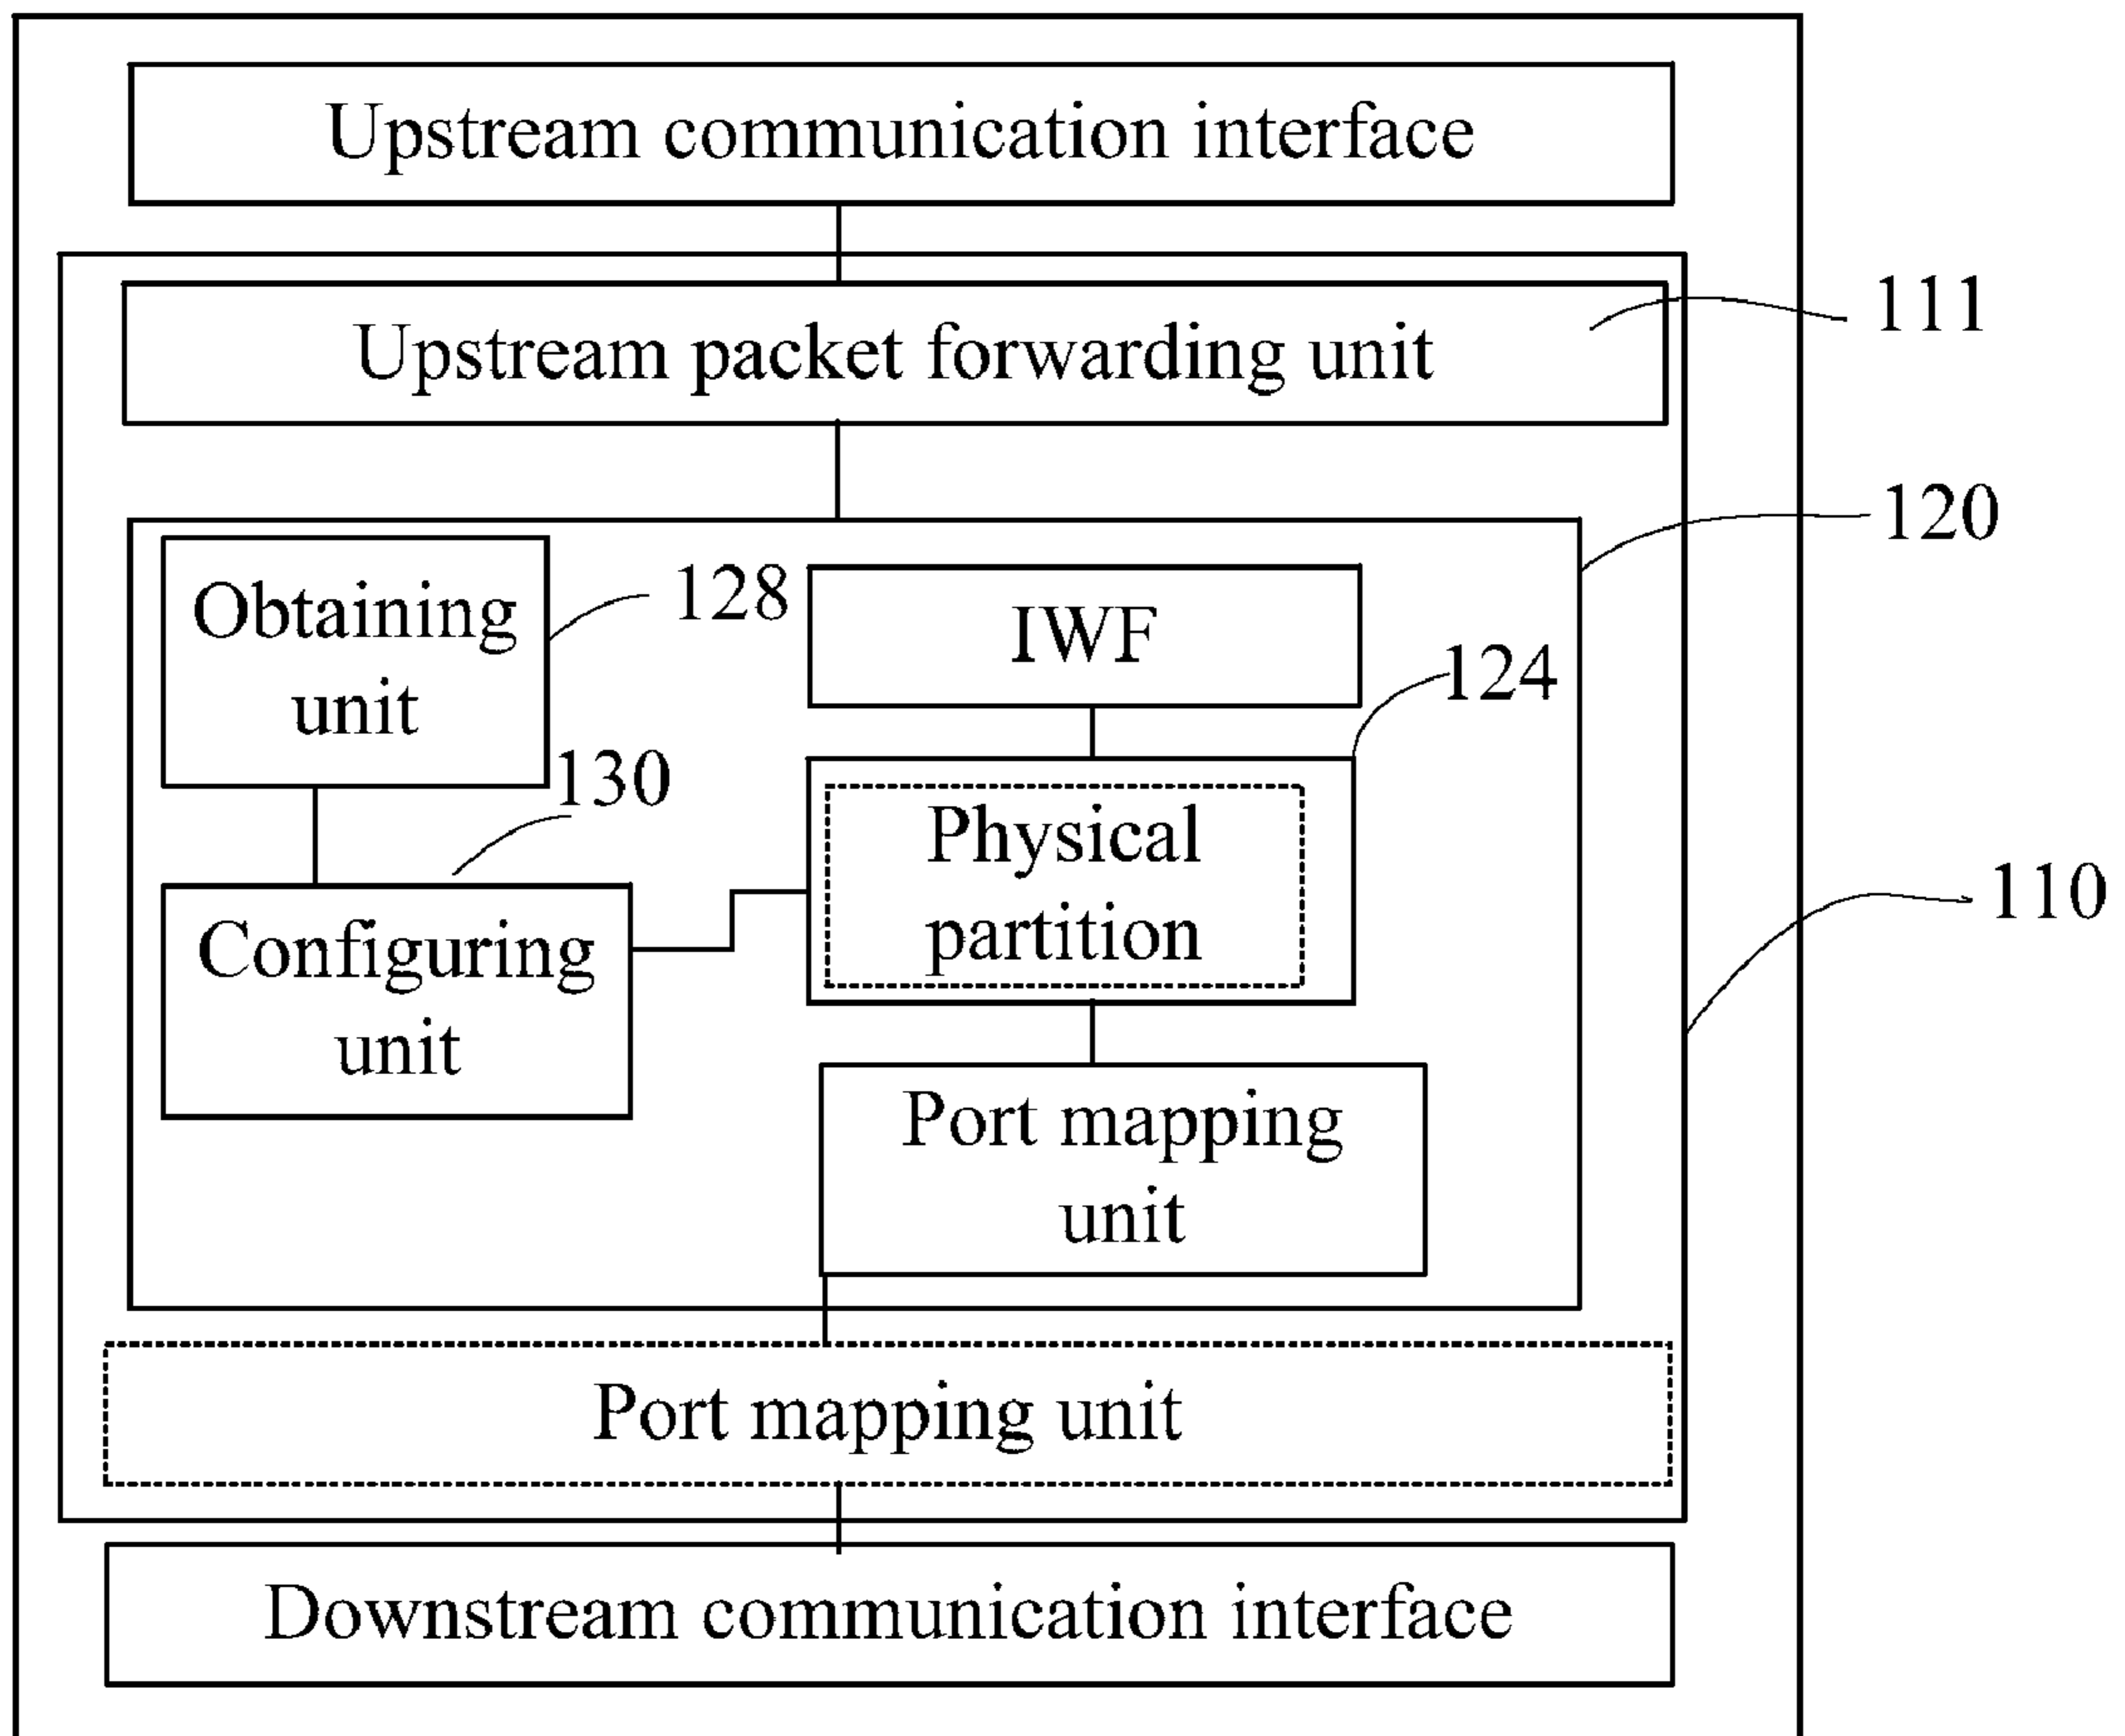 Upstream communication interface
111
Upstream packet forwarding unit
120
Obtaining
unit
128
IWF
124
130
Physical
partition
110
Configuring
unit
Port mapping
unit
Port mapping unit
Downstream communication interface